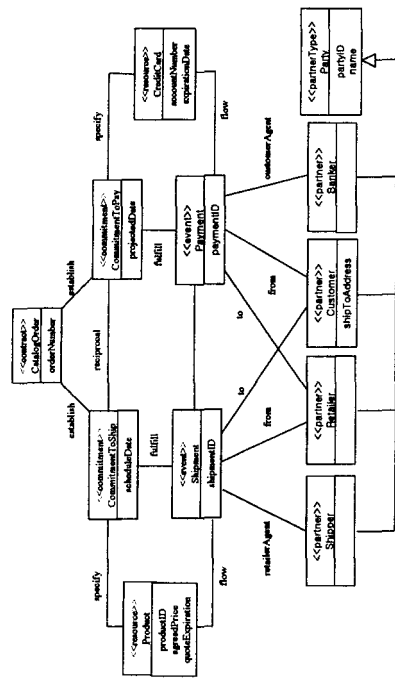 <<contract>>
CatalogOrder
orderNumber
establish
establish
<<commitment>>
CommitmentToShip
scheduleDate
reciprocal
<<commitment>>
CommitmentToPay
projectedDate
specify
specify
<<resource>>
Product
productID
agreedPrice
quoteExpiration
fulfill
fulfill
<<resource>>
CreditCard
accountNumber
expirationDate
<<event>>
Shipment
shipmentID
<<event>>
Payment
paymentID
flow
flow
retailerAgent
from
to
to
from
customerAgent
<<partner>>
Shipper
<<partner>>
Retailer
<<partner>>
Customer
shipToAddress
<<partner>>
Banker
<<partnerType>>
Party
partyID
name